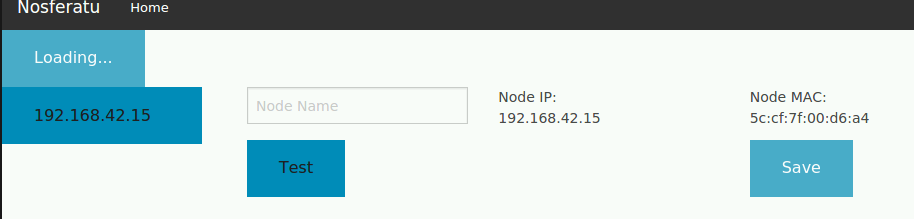 Nosferatu
Home
Loading...
192.168.42.15
Node Name
Node IP:
192.168.42.15
Node MAC:
5c:cf:7f:00:d6:a4
Test
Save